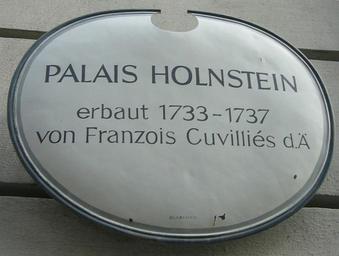 PALAIS HOLNSTEIN
erbaut 1733-1737
von Franzois Cuvilliés d.Ä